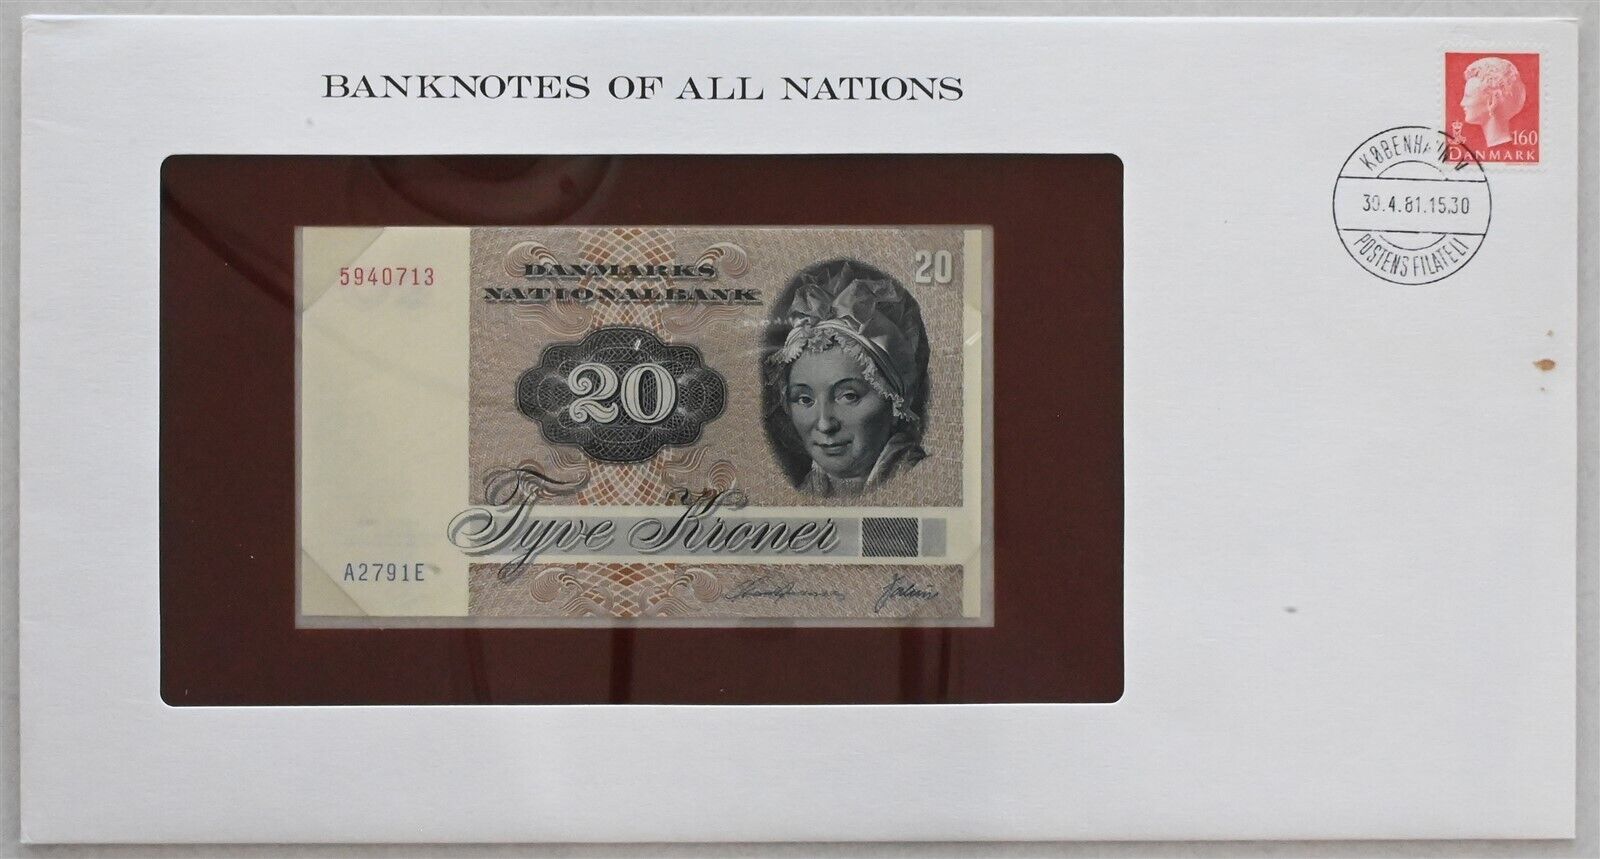 BANKNOTES OF ALL NATIONS
160
DANMARK
KØBENHAVN V
30.4.81.15.30
POSTENS FILATELI
5940713
DANMARKS
NATIONALBANK
20
20
Tyve Kroner
A2791E